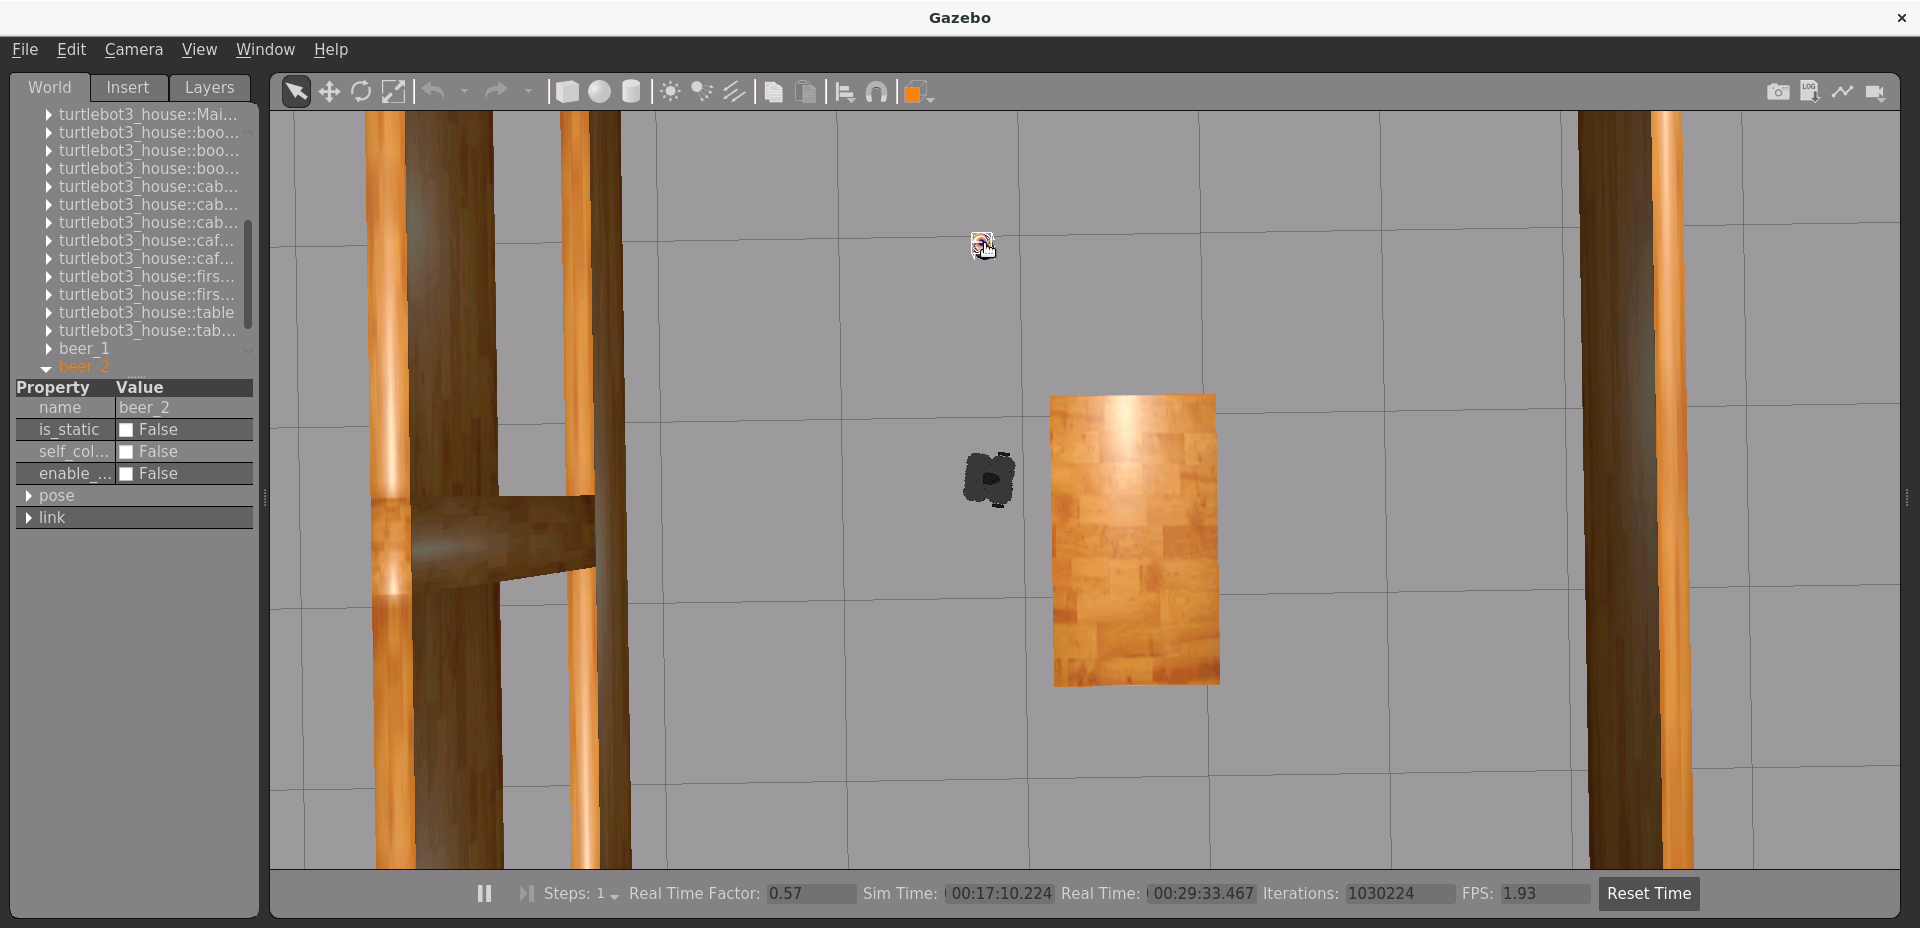 Gazebo
×
File Edit Camera View Window Help
World Insert Layers
LOG
turtlebot3_house::Mai...
turtlebot3_house::boo...
turtlebot3_house::boo...
turtlebot3_house::boo...
turtlebot3_house::cab...
turtlebot3_house::cab...
turtlebot3_house::cab...
turtlebot3_house::caf...
turtlebot3_house::caf...
turtlebot3_house::firs...
turtlebot3_house::firs...
turtlebot3_house::table
turtlebot3_house::tab...
beer_1
beer_2
Property Value
name beer_2
is_static False
self_col... False
enable_... False
pose
link
Steps: 1 Real Time Factor: 0.57 Sim Time: 00:17:10.224 Real Time: 00:29:33.467 Iterations: 1030224 FPS: 1.93 Reset Time